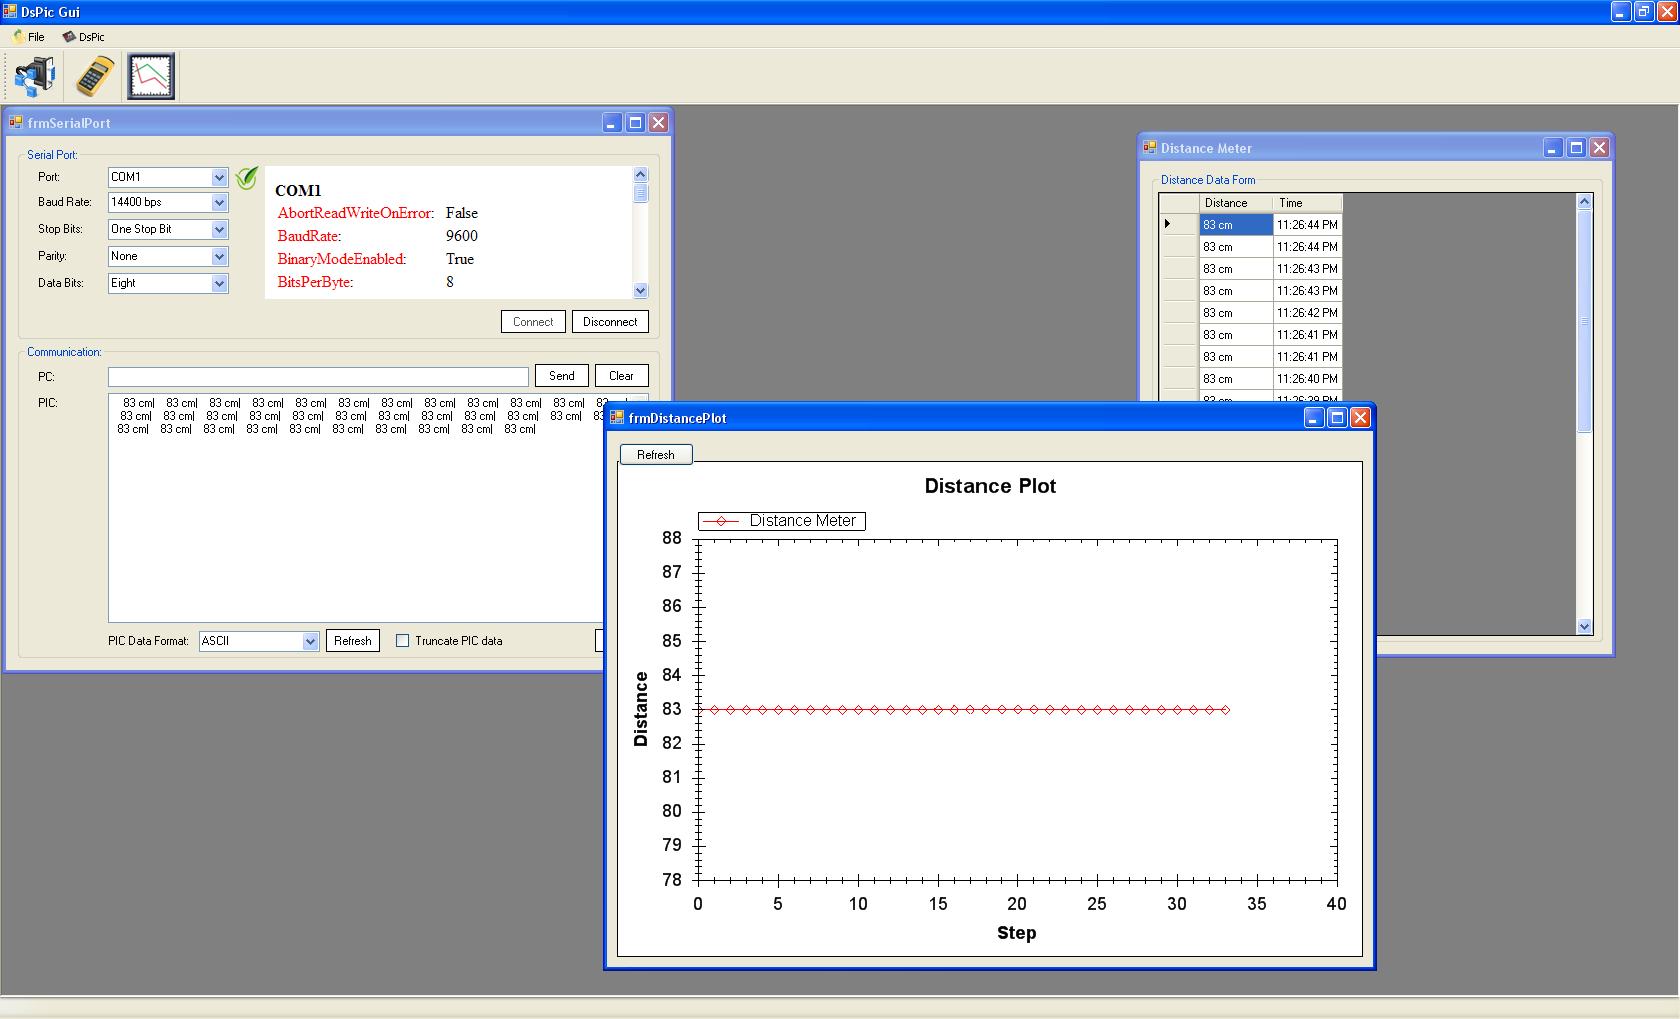 DsPic Gui
File DsPic
frmSerialPort
Serial Port:
Port: COM1
Baud Rate: 14400 bps
Stop Bits: One Stop Bit
Parity: None
Data Bits: Eight
COM1
AbortReadWriteOnError: False
BaudRate: 9600
BinaryModeEnabled: True
BitsPerByte: 8
Connect Disconnect
Communication:
PC: Send Clear
PIC:
83 cm| 83 cm| 83 cm| 83 cm| 83 cm| 83 cm| 83 cm| 83 cm| 83 cm| 83 cm| 83 cm|
83 cm| 83 cm| 83 cm| 83 cm| 83 cm| 83 cm| 83 cm| 83 cm| 83 cm| 83 cm| 83 cm| 83
83 cm| 83 cm| 83 cm| 83 cm| 83 cm| 83 cm| 83 cm| 83 cm| 83 cm| 83 cm|
PIC Data Format: ASCII Refresh Truncate PIC data
Distance Meter
Distance Data Form
Distance Time
83 cm 11:26:44 PM
83 cm 11:26:44 PM
83 cm 11:26:43 PM
83 cm 11:26:43 PM
83 cm 11:26:42 PM
83 cm 11:26:41 PM
83 cm 11:26:41 PM
83 cm 11:26:40 PM
83 cm 11:26:39 PM
frmDistancePlot
Refresh
Distance Plot
Distance Meter
88
87
86
85
84
83
82
81
80
79
78
Distance
0 5 10 15 20 25 30 35 40
Step